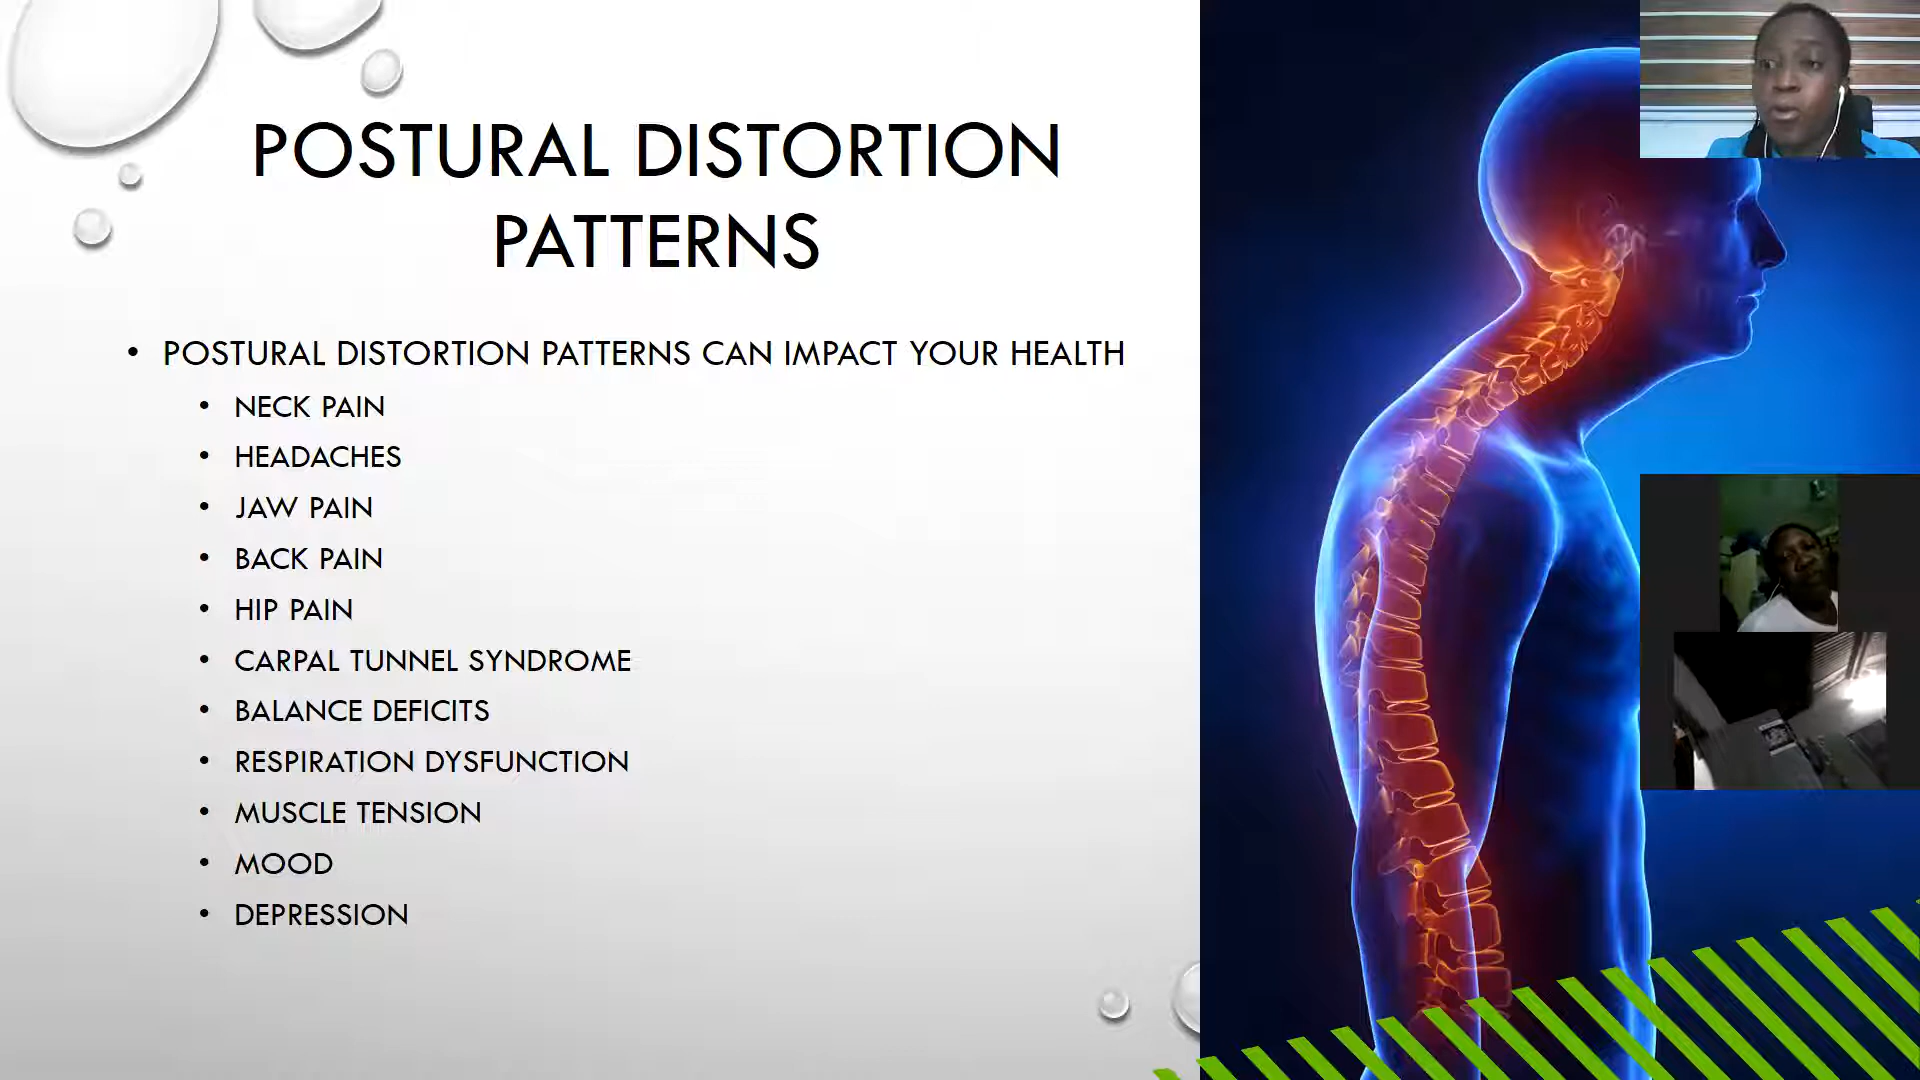 POSTURAL DISTORTION
PATTERNS
• POSTURAL DISTORTION PATTERNS CAN IMPACT YOUR HEALTH
• NECK PAIN
• HEADACHES
• JAW PAIN
• BACK PAIN
• HIP PAIN
• CARPAL TUNNEL SYNDROME
• BALANCE DEFICITS
• RESPIRATION DYSFUNCTION
• MUSCLE TENSION
• MOOD
• DEPRESSION